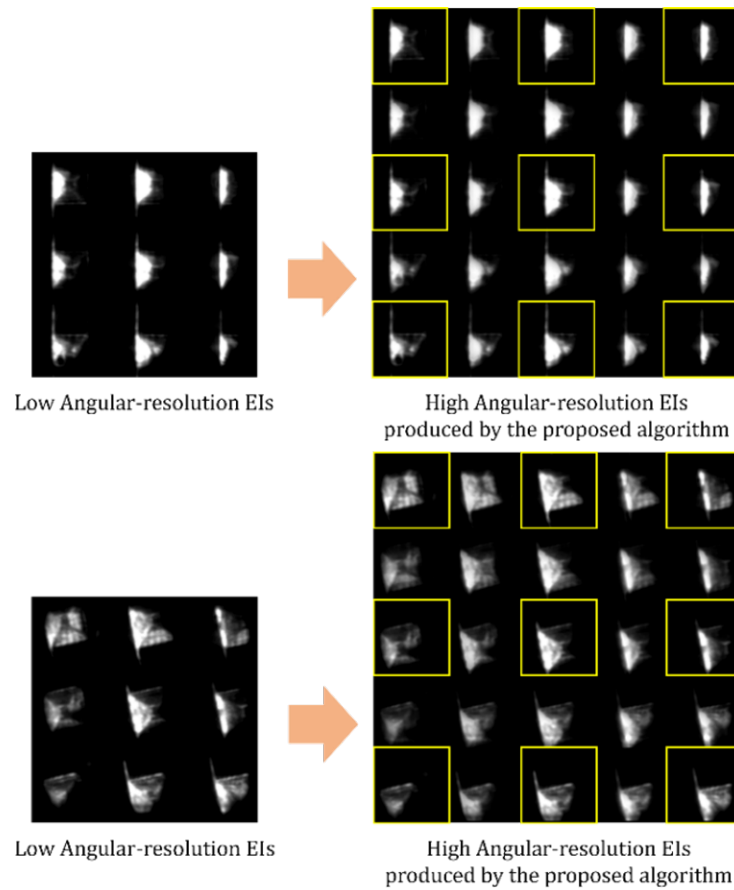 Low Angular-resolution EIs
High Angular-resolution EIs
produced by the proposed algorithm
Low Angular-resolution EIs
High Angular-resolution EIs
produced by the proposed algorithm